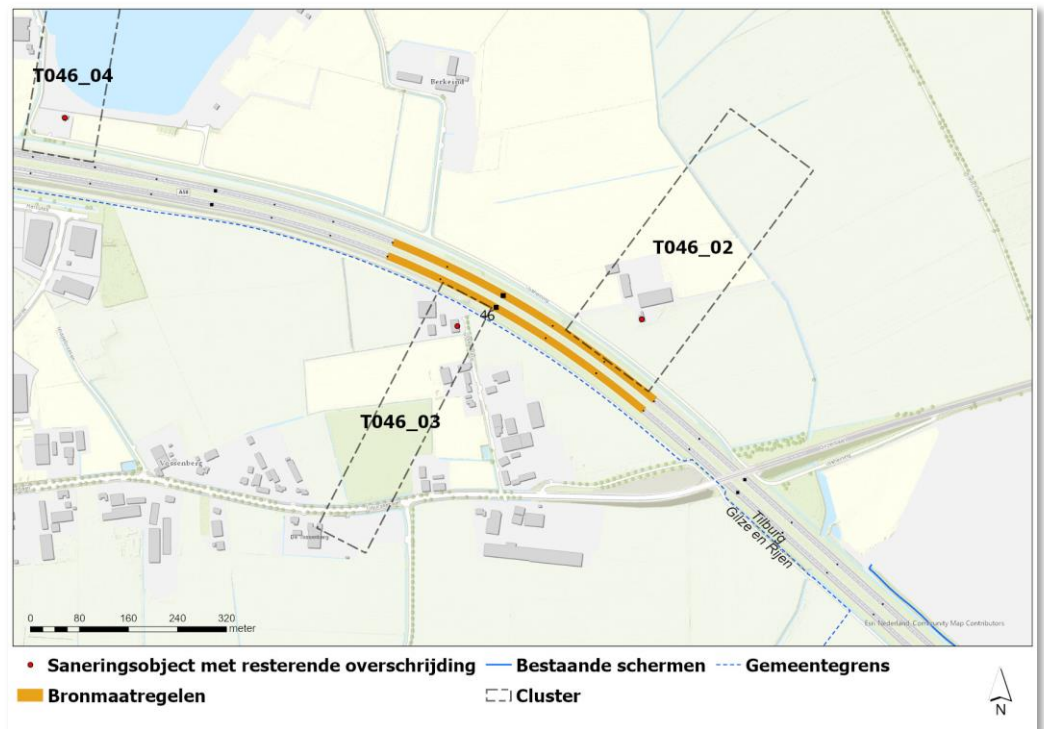 T046_04
Berkeind
A58
T046_02
46
T046_03
Tilburg
Gilze en Rijen
0 80 160 240 320
meter
Esri Nederland, Community Map Contributors
Saneringsobject met resterende overschrijding
Bestaande schermen
Gemeentegrens
Bronmaatregelen
Cluster
N